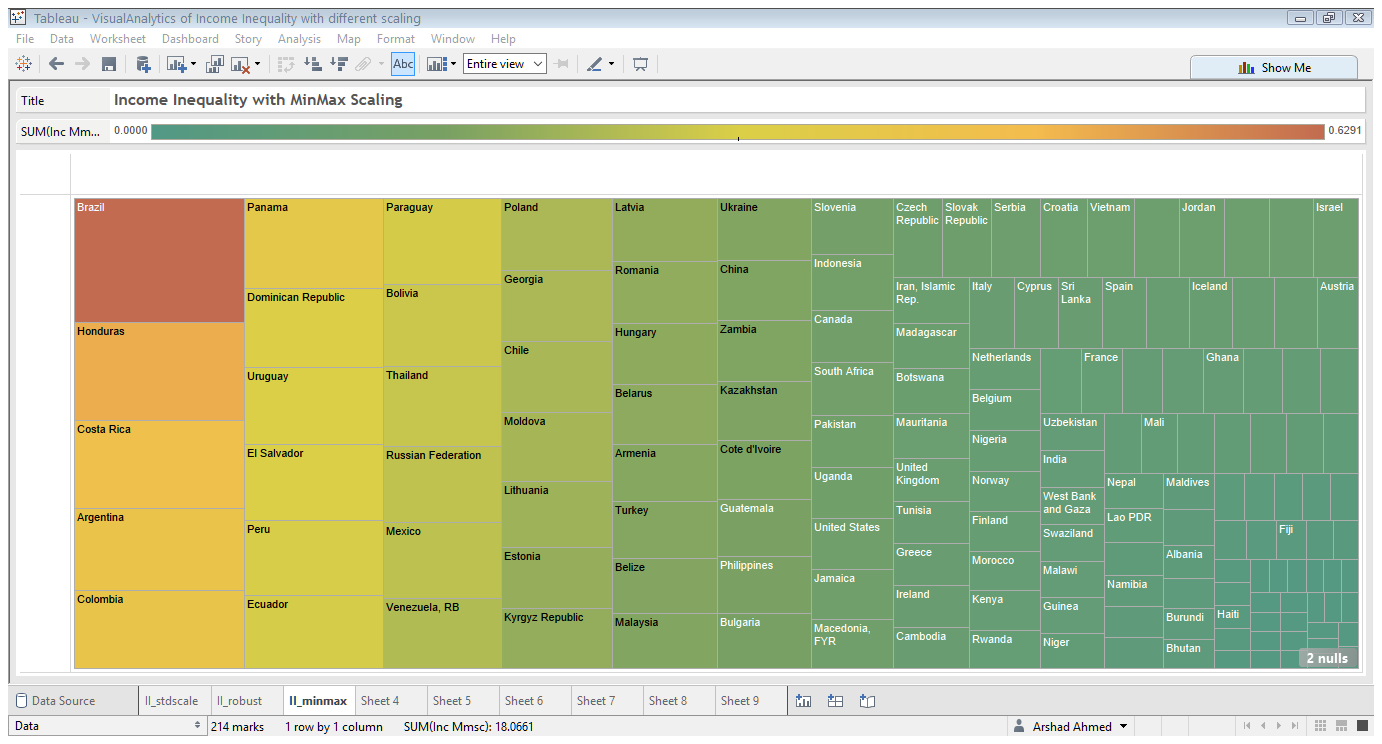 Tableau - VisualAnalytics of Income Inequality with different scaling
File Data Worksheet Dashboard Story Analysis Map Format Window Help
Abc Entire view Show Me
Title Income Inequality with MinMax Scaling
SUM(Inc Mm... 0.0000 0.6291
Brazil
Honduras
Costa Rica
Argentina
Colombia
Panama
Dominican Republic
Uruguay
El Salvador
Peru
Ecuador
Paraguay
Bolivia
Thailand
Russian Federation
Mexico
Venezuela, RB
Poland
Georgia
Chile
Moldova
Lithuania
Estonia
Kyrgyz Republic
Latvia
Romania
Hungary
Belarus
Armenia
Turkey
Belize
Malaysia
Ukraine
China
Zambia
Kazakhstan
Cote d'Ivoire
Guatemala
Philippines
Bulgaria
Slovenia
Indonesia
Canada
South Africa
Pakistan
Uganda
United States
Jamaica
Macedonia,
FYR
Czech
Republic
Slovak
Republic
Serbia
Croatia
Vietnam
Jordan
Israel
Iran, Islamic
Rep.
Madagascar
Botswana
Mauritania
United
Kingdom
Tunisia
Greece
Ireland
Cambodia
Italy
Cyprus
Sri
Lanka
Spain
Iceland
Austria
Netherlands
Belgium
Nigeria
Norway
Finland
Morocco
Kenya
Rwanda
France
Ghana
Uzbekistan
India
West Bank
and Gaza
Swaziland
Malawi
Guinea
Niger
Mali
Nepal
Lao PDR
Namibia
Maldives
Albania
Burundi
Bhutan
Fiji
Haiti
2 nulls
Data Source II_stdscale II_robust II_minmax Sheet 4 Sheet 5 Sheet 6 Sheet 7 Sheet 8 Sheet 9
Data 214 marks 1 row by 1 column SUM(Inc Mmsc): 18.0661 Arshad Ahmed